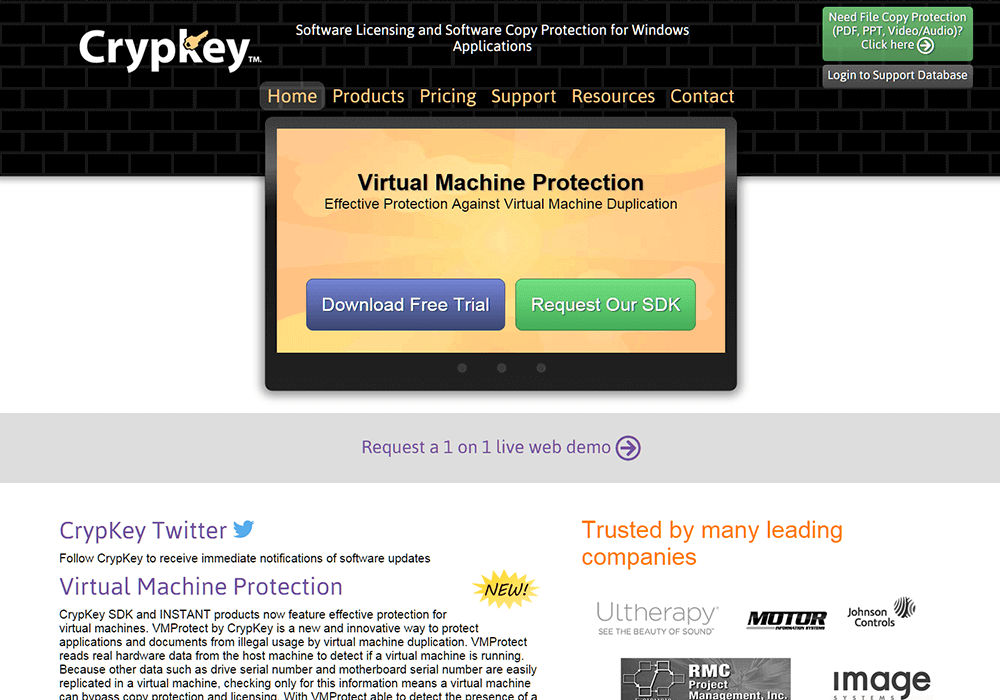 CrypKey™
Software Licensing and Software Copy Protection for Windows
Applications
Need File Copy Protection
(PDF, PPT, Video/Audio)?
Click here
Login to Support Database
Home Products Pricing Support Resources Contact
Virtual Machine Protection
Effective Protection Against Virtual Machine Duplication
Download Free Trial Request Our SDK
Request a 1 on 1 live web demo
CrypKey Twitter
Follow CrypKey to receive immediate notifications of software updates
Virtual Machine Protection
NEW!
CrypKey SDK and INSTANT products now feature effective protection for
virtual machines. VMProtect by CrypKey is a new and innovative way to protect
applications and documents from illegal usage by virtual machine duplication. VMProtect
reads real hardware data from the host machine to detect if a virtual machine is running.
Because other data such as drive serial number and motherboard serial number are easily
replicated in a virtual machine, checking only for this information means a virtual machine
can bypass copy protection and licensing. With VMProtect able to detect the presence of a
Trusted by many leading
companies
Ultherapy
SEE THE BEAUTY OF SOUND
MOTOR
INFORMATION SYSTEMS
Johnson
Controls
RMC
Project
Management, Inc.
image
SYSTEMS